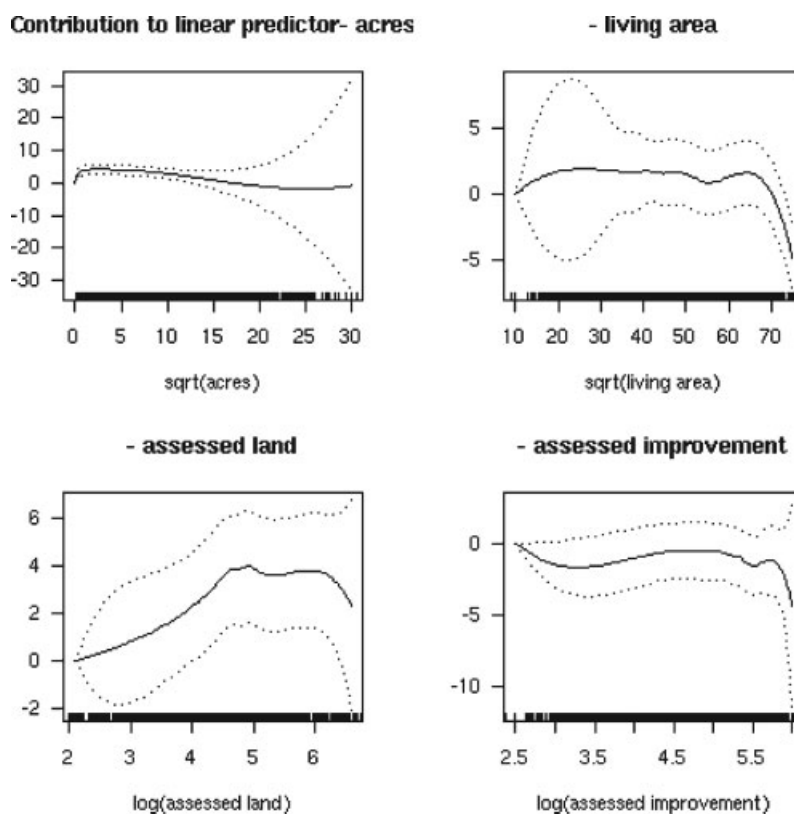 Contribution to linear predictor- acres
30
20
10
0
-10
-20
-30
0 5 10 15 20 25 30
sqrt(acres)
- living area
5
0
-5
10 20 30 40 50 60 70
sqrt(living area)
- assessed land
6
4
2
0
-2
2 3 4 5 6
log(assessed land)
- assessed improvement
0
-5
-10
2.5 3.5 4.5 5.5
log(assessed improvement)